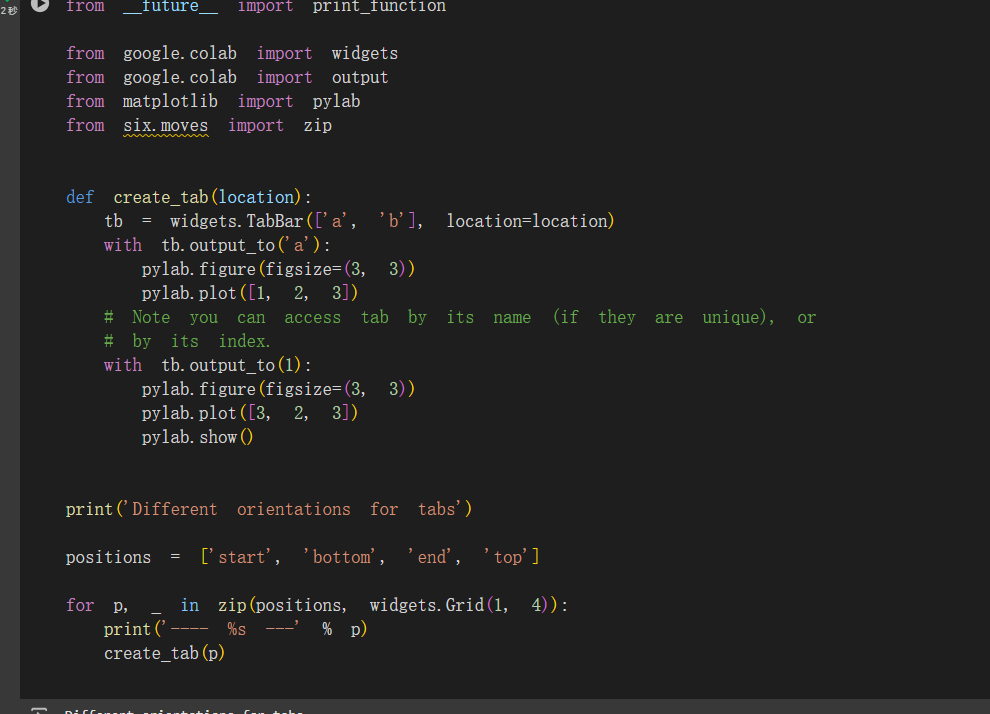 2秒
from __future__ import print_function
from google.colab import widgets
from google.colab import output
from matplotlib import pylab
from six.moves import zip
def create_tab(location):
tb = widgets.TabBar(['a', 'b'], location=location)
with tb.output_to('a'):
pylab.figure(figsize=(3, 3))
pylab.plot([1, 2, 3])
# Note you can access tab by its name (if they are unique), or
# by its index.
with tb.output_to(1):
pylab.figure(figsize=(3, 3))
pylab.plot([3, 2, 3])
pylab.show()
print('Different orientations for tabs')
positions = ['start', 'bottom', 'end', 'top']
for p, _ in zip(positions, widgets.Grid(1, 4)):
print('---- %s ---' % p)
create_tab(p)
Different orientations for tabs